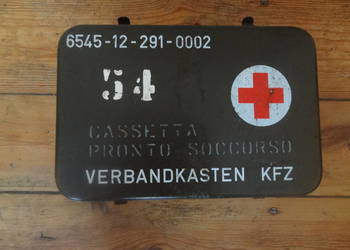 6545-12-291-0002
54
CASSETTA
PRONTO SOCCORSO
VERBANDKASTEN KFZ